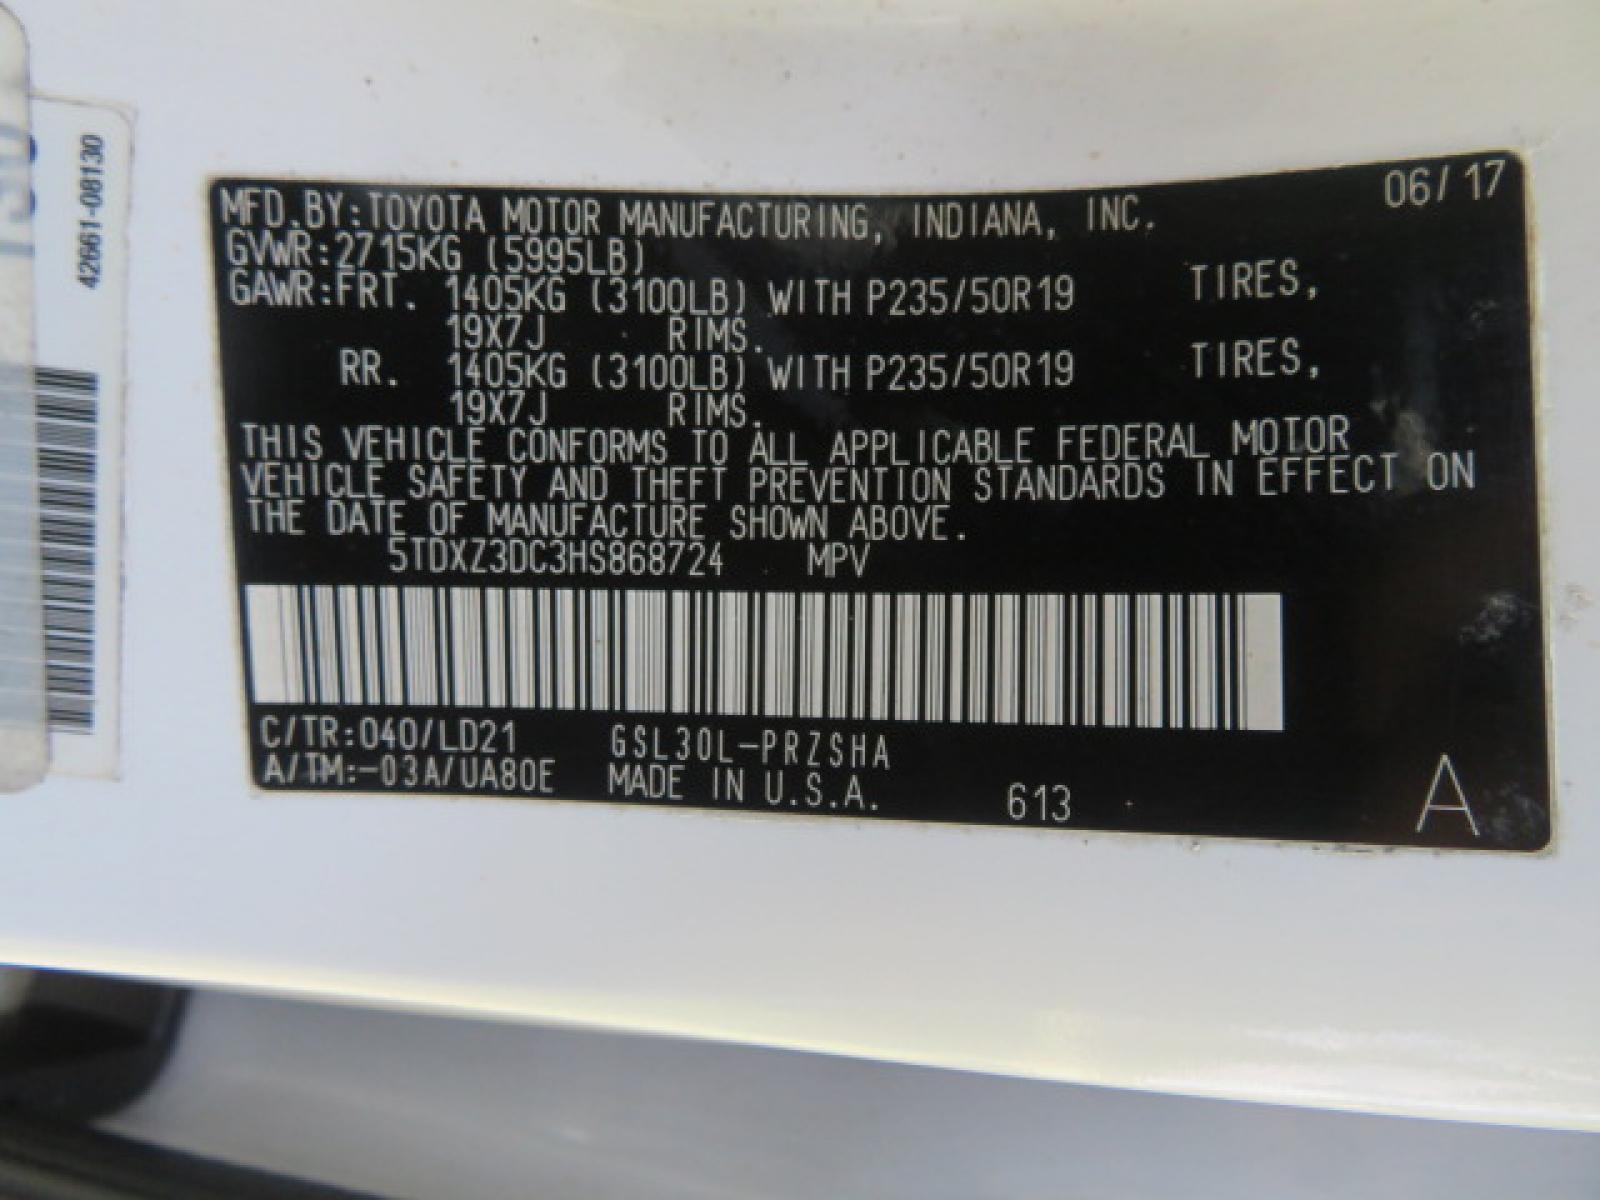 42661-08130
06/17
MFD.BY:TOYOTA MOTOR MANUFACTURING, INDIANA, INC.
GVWR:2715KG (5995LB)
GAWR:FRT. 1405KG (3100LB) WITH P235/50R19 TIRES,
19X7J RIMS.
RR. 1405KG (3100LB) WITH P235/50R19 TIRES,
19X7J RIMS.
THIS VEHICLE CONFORMS TO ALL APPLICABLE FEDERAL MOTOR
VEHICLE SAFETY AND THEFT PREVENTION STANDARDS IN EFFECT ON
THE DATE OF MANUFACTURE SHOWN ABOVE.
5TDXZ3DC3HS868724 MPV
C/TR:040/LD21 GSL30L-PRZSHA
A/TM:-03A/UA80E MADE IN U.S.A. 613 A